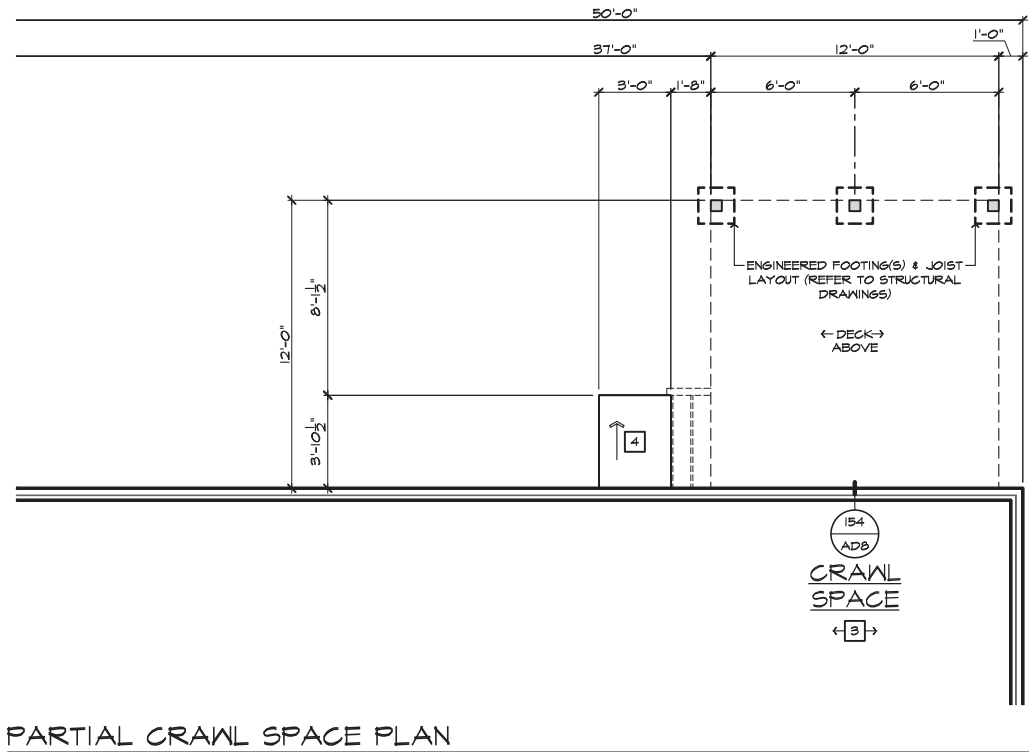 50'-0"
1'-0"
37'-0"
12'-0"
3'-0"
1'-8"
6'-0"
6'-0"
ENGINEERED FOOTING(S) & JOIST
LAYOUT (REFER TO STRUCTURAL
DRAWINGS)
8'-1½"
12'-0"
DECK
ABOVE
3'-10½"
4
154
AD8
CRAWL
SPACE
3
PARTIAL CRAWL SPACE PLAN